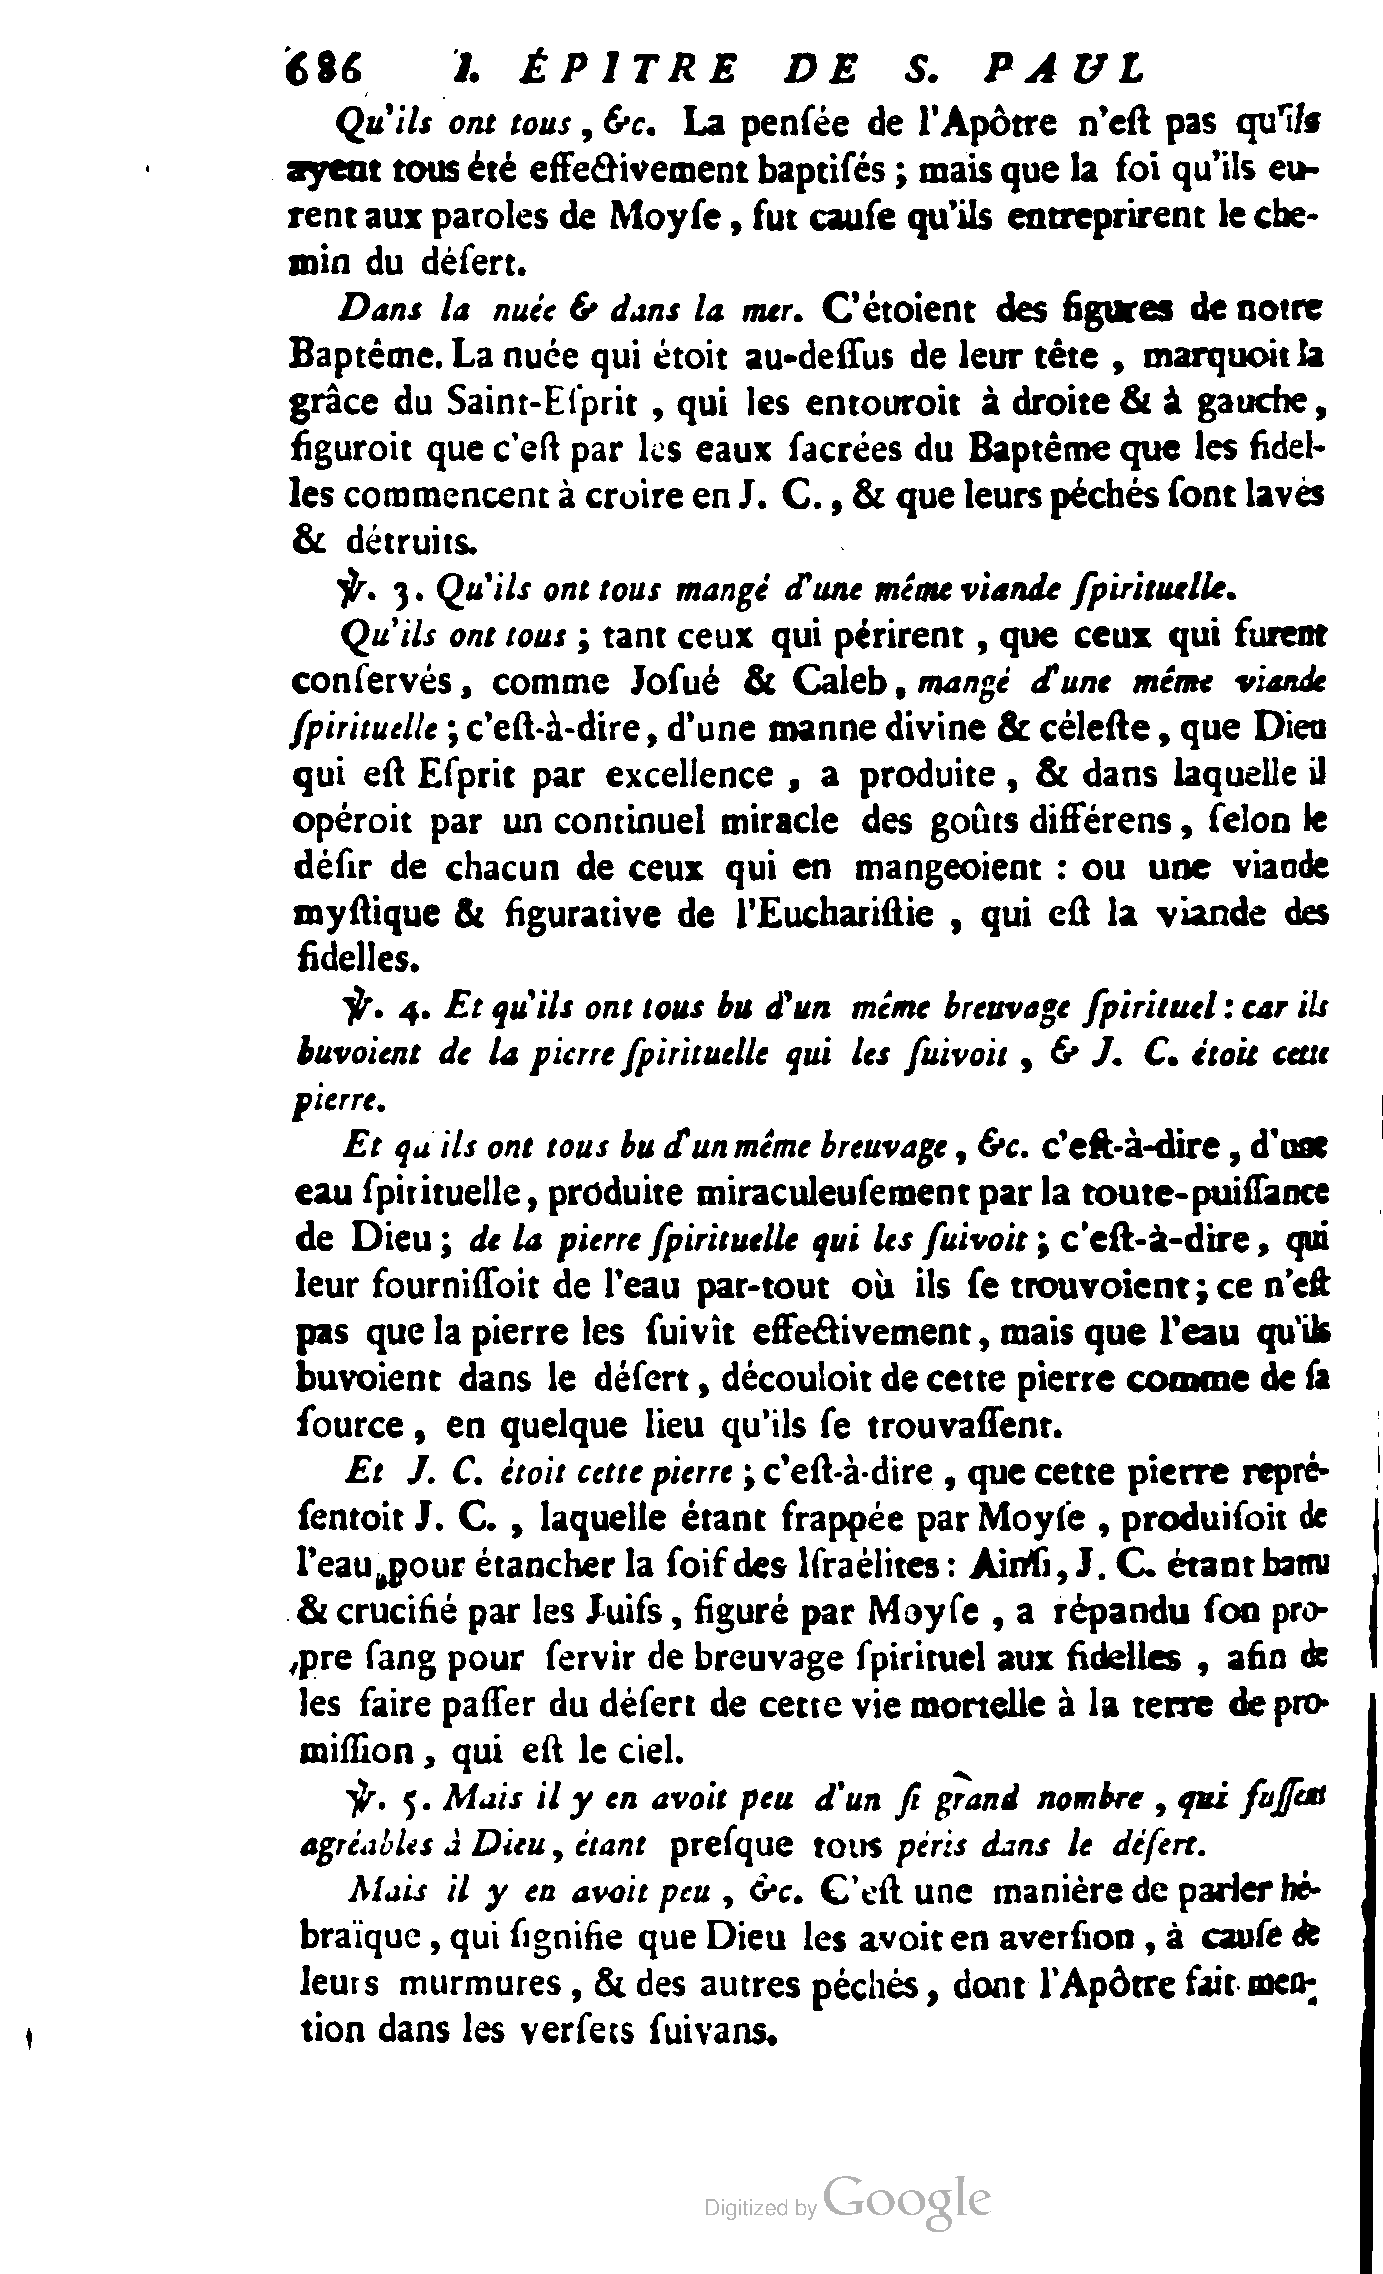 686 I. ÉPITRE DE S. PAUL
Qu'ils ont tous, &c. La penſée de l'Apôtre n'eſt pas qu'ils
ayent tous été effectivement baptiſés ; mais que la foi qu'ils eu-
rent aux paroles de Moyſe, fut cauſe qu'ils entreprirent le che-
min du déſert.
Dans la nuée & dans la mer. C'étoient des figures de notre
Baptême. La nuée qui étoit au-deſſus de leur tête , marquoit la
grâce du Saint-Eſprit , qui les entouroit à droite & à gauche,
figuroit que c'eſt par les eaux ſacrées du Baptême que les fidel-
les commencent à croire en J. C., & que leurs péchés ſont lavés
& détruits.
℣. 3. Qu'ils ont tous mangé d'une même viande ſpirituelle.
Qu'ils ont tous ; tant ceux qui périrent , que ceux qui furent
conſervés, comme Joſué & Caleb, mangé d'une même viande
ſpirituelle ; c'eſt-à-dire, d'une manne divine & céleſte, que Dieu
qui eſt Eſprit par excellence , a produite , & dans laquelle il
opéroit par un continuel miracle des goûts différens, ſelon le
déſir de chacun de ceux qui en mangeoient : ou une viande
myſtique & figurative de l'Euchariſtie , qui eſt la viande des
fidelles.
℣. 4. Et qu'ils ont tous bu d'un même breuvage ſpirituel : car ils
buvoient de la pierre ſpirituelle qui les ſuivoit , & J. C. étoit cette
pierre.
Et qu'ils ont tous bu d'un même breuvage, &c. c'eſt-à-dire, d'une
eau ſpirituelle, produite miraculeuſement par la toute-puiſſance
de Dieu ; de la pierre ſpirituelle qui les ſuivoit ; c'eſt-à-dire, qui
leur fourniſſoit de l'eau par-tout où ils ſe trouvoient; ce n'eſt
pas que la pierre les ſuivît effectivement, mais que l'eau qu'ils
buvoient dans le déſert, découloit de cette pierre comme de ſa
ſource , en quelque lieu qu'ils ſe trouvaſſent.
Et J. C. étoit cette pierre ; c'eſt-à-dire , que cette pierre repré-
ſentoit J. C. , laquelle étant frappée par Moyſe , produiſoit de
l'eau pour étancher la ſoif des Iſraélites : Ainſi, J. C. étant battu
& crucifié par les Juifs, figuré par Moyſe , a répandu ſon pro-
pre ſang pour ſervir de breuvage ſpirituel aux fidelles , afin de
les faire paſſer du déſert de cette vie mortelle à la terre de pro-
miſſion, qui eſt le ciel.
℣. 5. Mais il y en avoit peu d'un ſi grand nombre , qui fuſſent
agréables à Dieu, étant preſque tous péris dans le déſert.
Mais il y en avoit peu , &c. C'eſt une manière de parler hé-
braïque, qui ſignifie que Dieu les avoit en averſion , à cauſe de
leurs murmures , & des autres péchés, dont l'Apôtre fait men-
tion dans les verſets ſuivans.
Digitized by Google